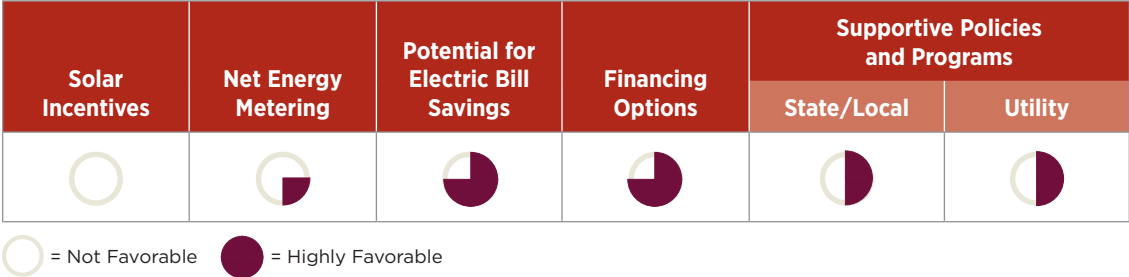 Solar
Incentives
Net Energy
Metering
Potential for
Electric Bill
Savings
Financing
Options
Supportive Policies
and Programs
State/Local
Utility
= Not Favorable
= Highly Favorable